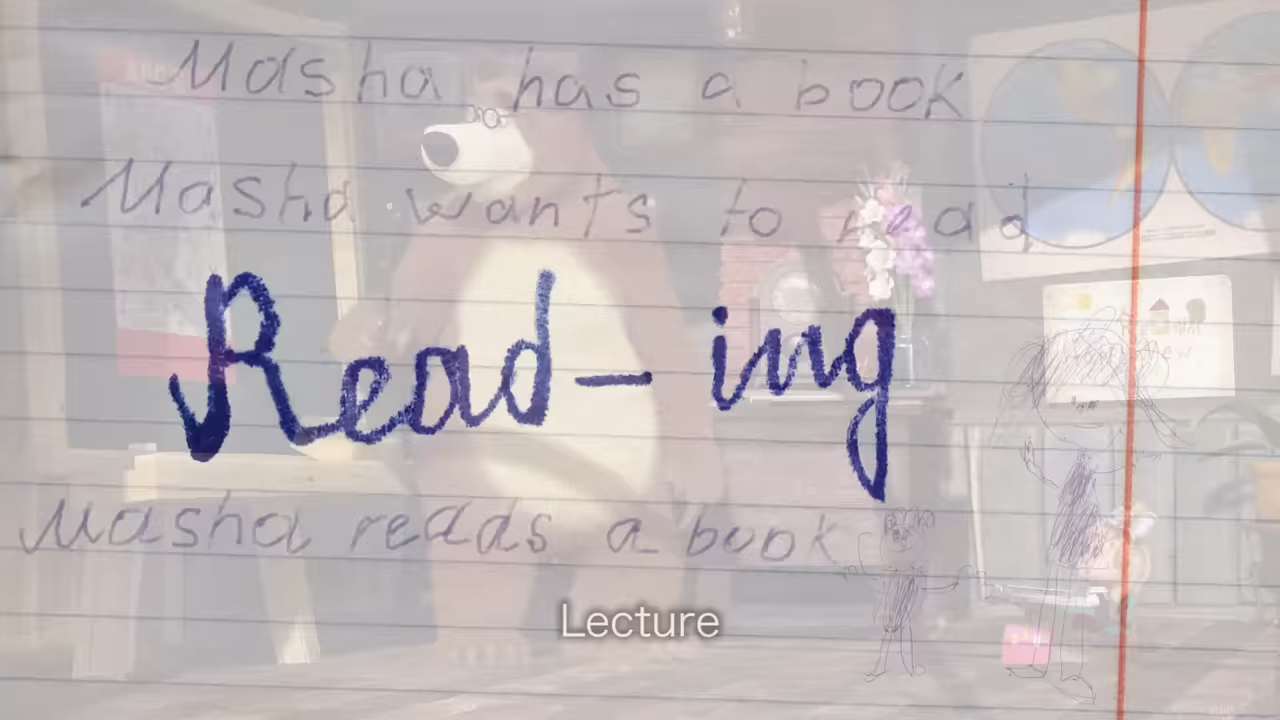 Masha has a book
Masha wants to read
Read-ing
Masha reads a book
Lecture